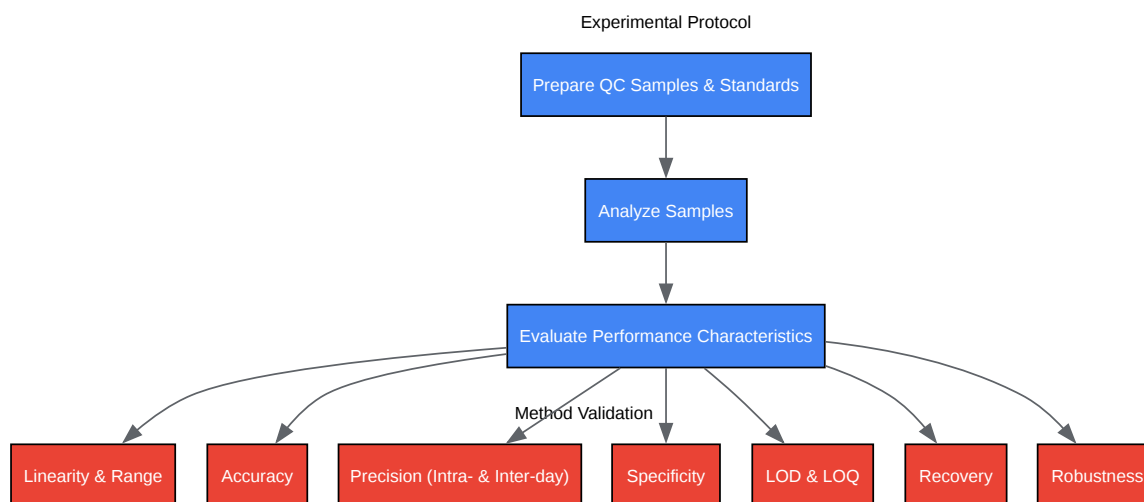 Experimental Protocol
Prepare QC Samples & Standards
Analyze Samples
Evaluate Performance Characteristics
Method Validation
Linearity & Range
Accuracy
Precision (Intra- & Inter-day)
Specificity
LOD & LOQ
Recovery
Robustness